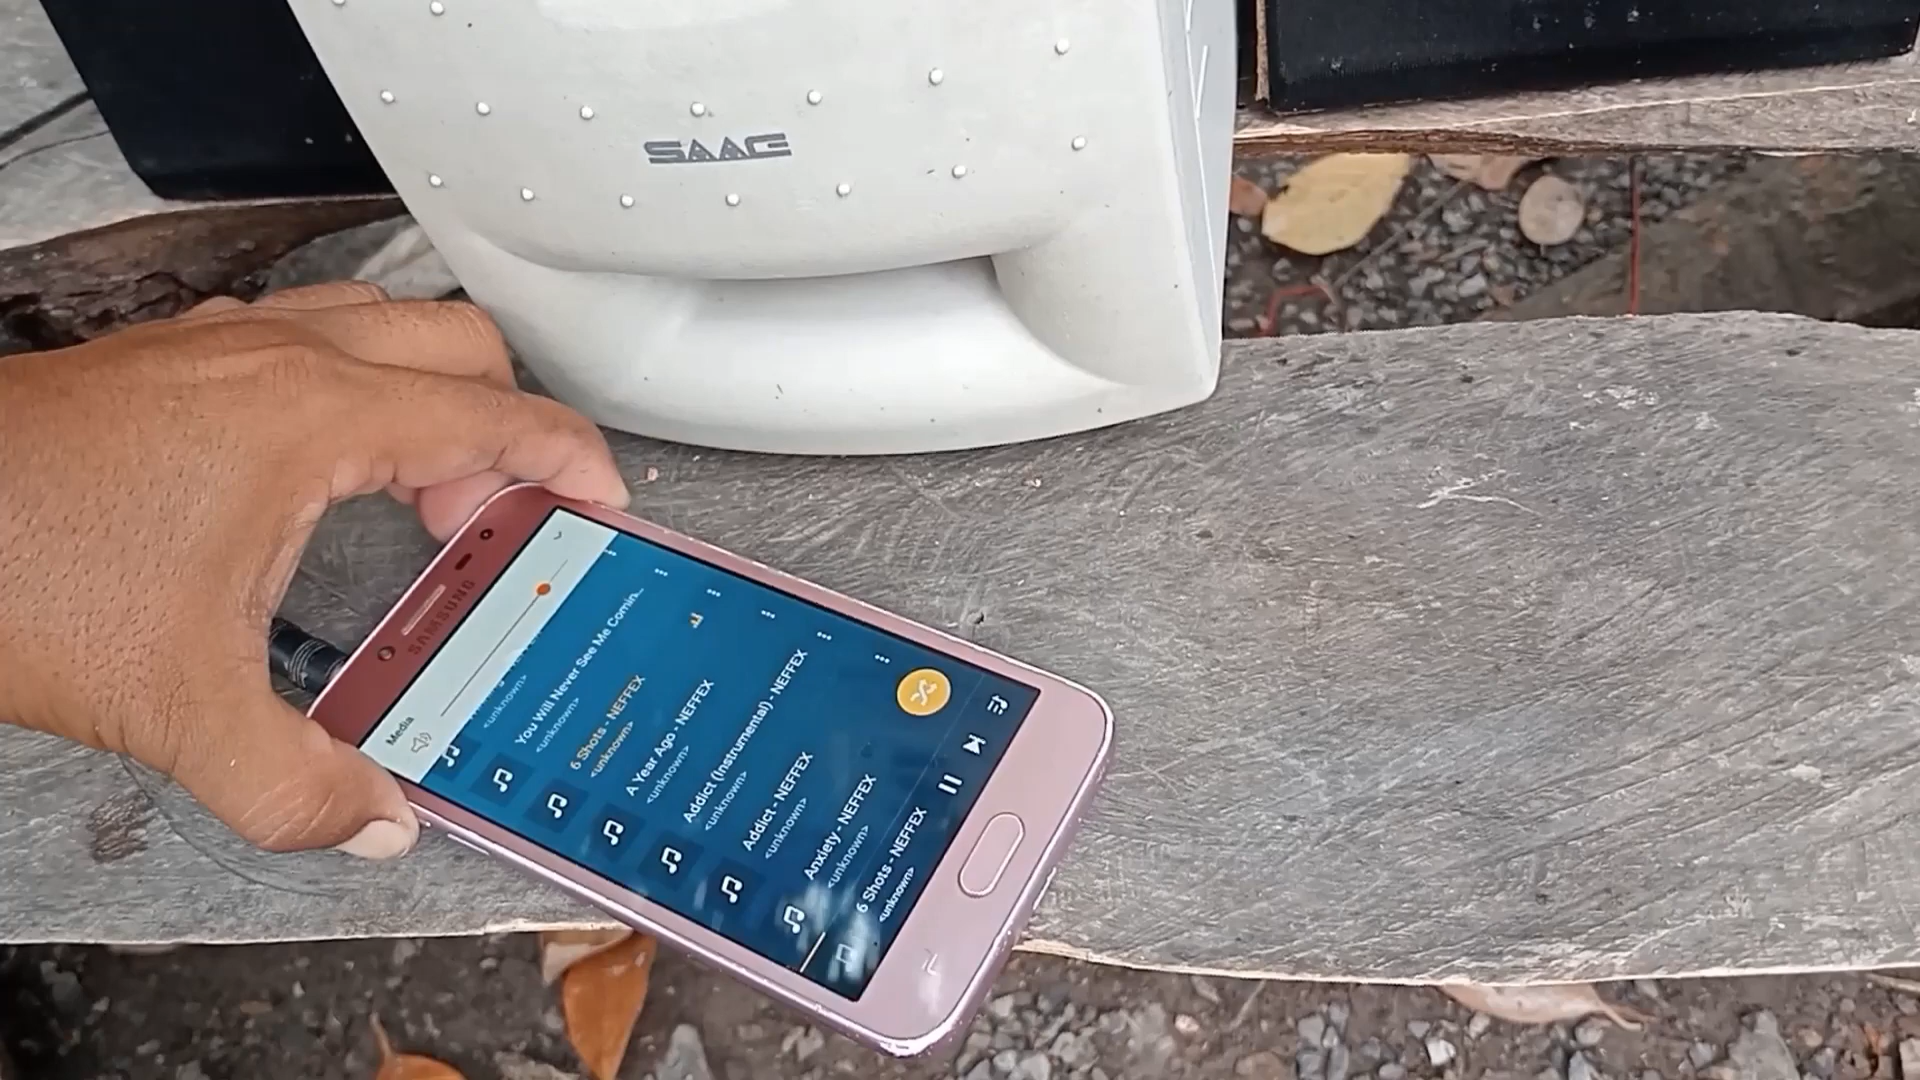 SAAG
SAMSUNG
Media
<unknown>
You Will Never See Me Comin...
<unknown>
6 Shots - NEFFEX
<unknown>
A Year Ago - NEFFEX
<unknown>
Addict (Instrumental) - NEFFEX
<unknown>
Addict - NEFFEX
<unknown>
Anxiety - NEFFEX
<unknown>
6 Shots - NEFFEX
<unknown>